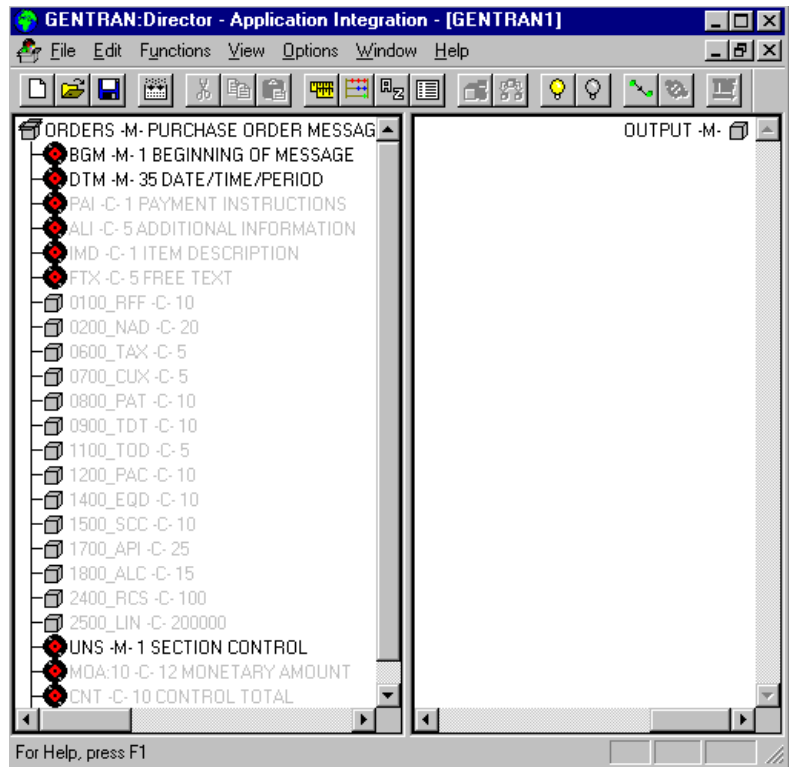 GENTRAN:Director - Application Integration - [GENTRAN1]
File Edit Functions View Options Window Help
ORDERS -M- PURCHASE ORDER MESSAG
OUTPUT -M-
BGM -M- 1 BEGINNING OF MESSAGE
DTM -M- 35 DATE/TIME/PERIOD
PAI -C- 1 PAYMENT INSTRUCTIONS
ALI -C- 5 ADDITIONAL INFORMATION
IMD -C- 1 ITEM DESCRIPTION
FTX -C- 5 FREE TEXT
0100_RFF -C- 10
0200_NAD -C- 20
0600_TAX -C- 5
0700_CUX -C- 5
0800_PAT -C- 10
0900_TDT -C- 10
1100_TOD -C- 5
1200_PAC -C- 10
1400_EQD -C- 10
1500_SCC -C- 10
1700_API -C- 25
1800_ALC -C- 15
2400_RCS -C- 100
2500_LIN -C- 200000
UNS -M- 1 SECTION CONTROL
MOA:10 -C- 12 MONETARY AMOUNT
CNT -C- 10 CONTROL TOTAL
For Help, press F1